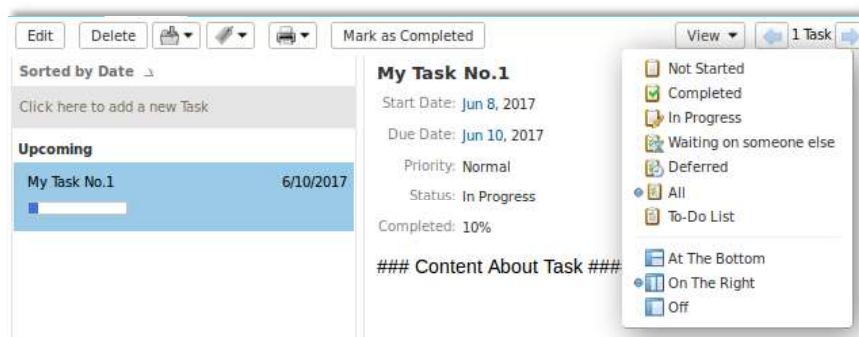 Edit Delete Mark as Completed View 1 Task
Sorted by Date
Click here to add a new Task
Upcoming
My Task No.1 6/10/2017
My Task No.1
Start Date: Jun 8, 2017
Due Date: Jun 10, 2017
Priority: Normal
Status: In Progress
Completed: 10%
### Content About Task ###
Not Started
Completed
In Progress
Waiting on someone else
Deferred
All
To-Do List
At The Bottom
On The Right
Off